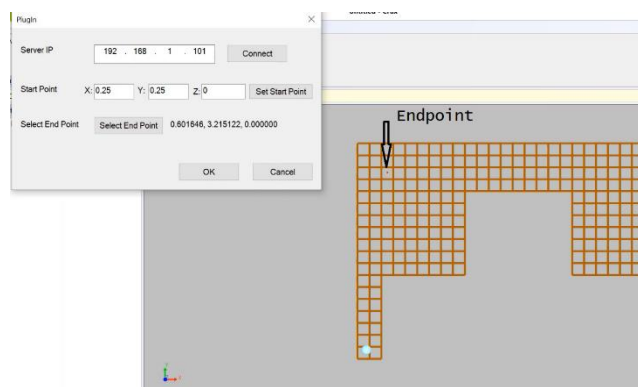 PlugIn
Server IP 192 . 168 . 1 . 101 Connect
Start Point X: 0.25 Y: 0.25 Z: 0 Set Start Point
Select End Point Select End Point 0.601646, 3.215122, 0.000000
OK Cancel
Endpoint